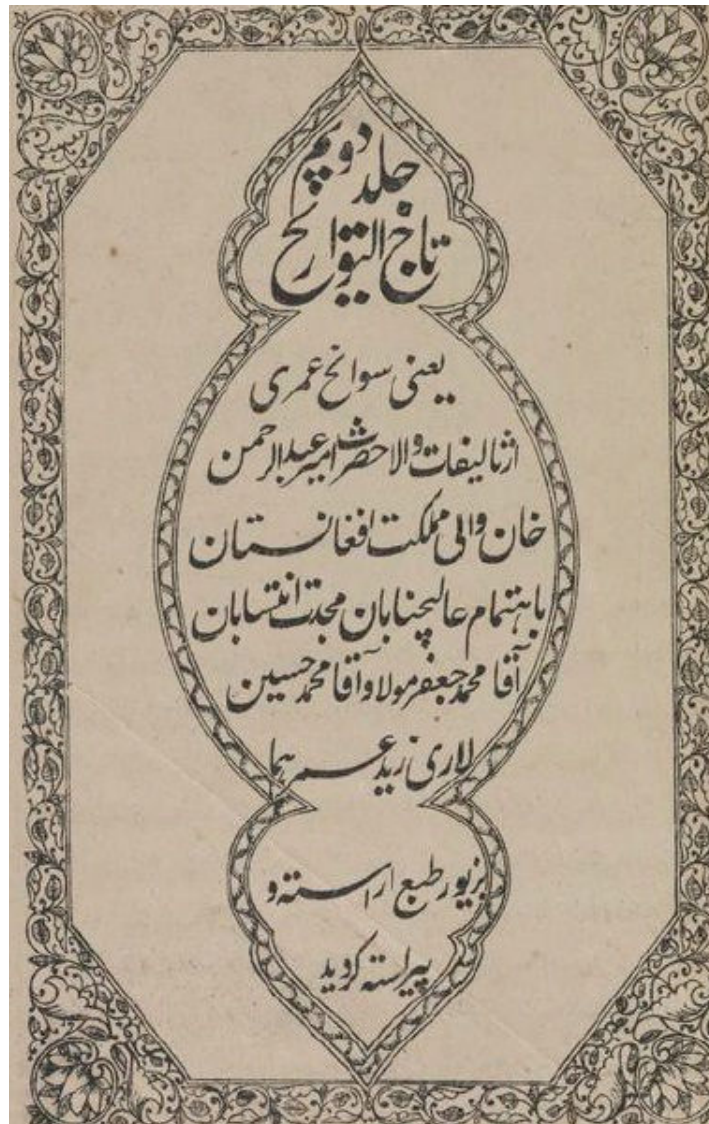 جلد دویم
تاج التواریخ
یعنی سوانح عمری
از تالیفات والاحضرت امیر عبدالرحمن
خان والی مملکت افغانستان
باهتمام عالیجنابان مجدت انتسابان
آقا محمد جعفر مولا و آقا محمد حسین
لاری زید عمرهما
بزیور طبع اراسته و
پیراسته گردید